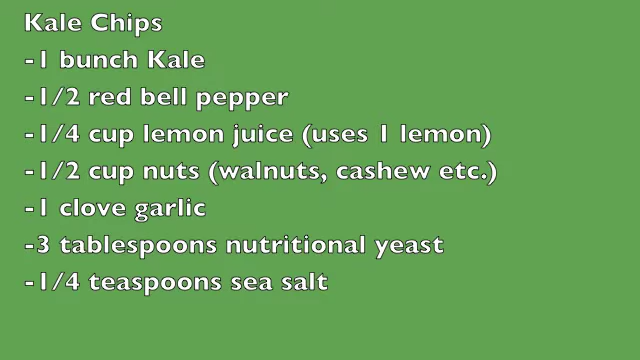 Kale Chips
-1 bunch Kale
-1/2 red bell pepper
-1/4 cup lemon juice (uses 1 lemon)
-1/2 cup nuts (walnuts, cashew etc.)
-1 clove garlic
-3 tablespoons nutritional yeast
-1/4 teaspoons sea salt